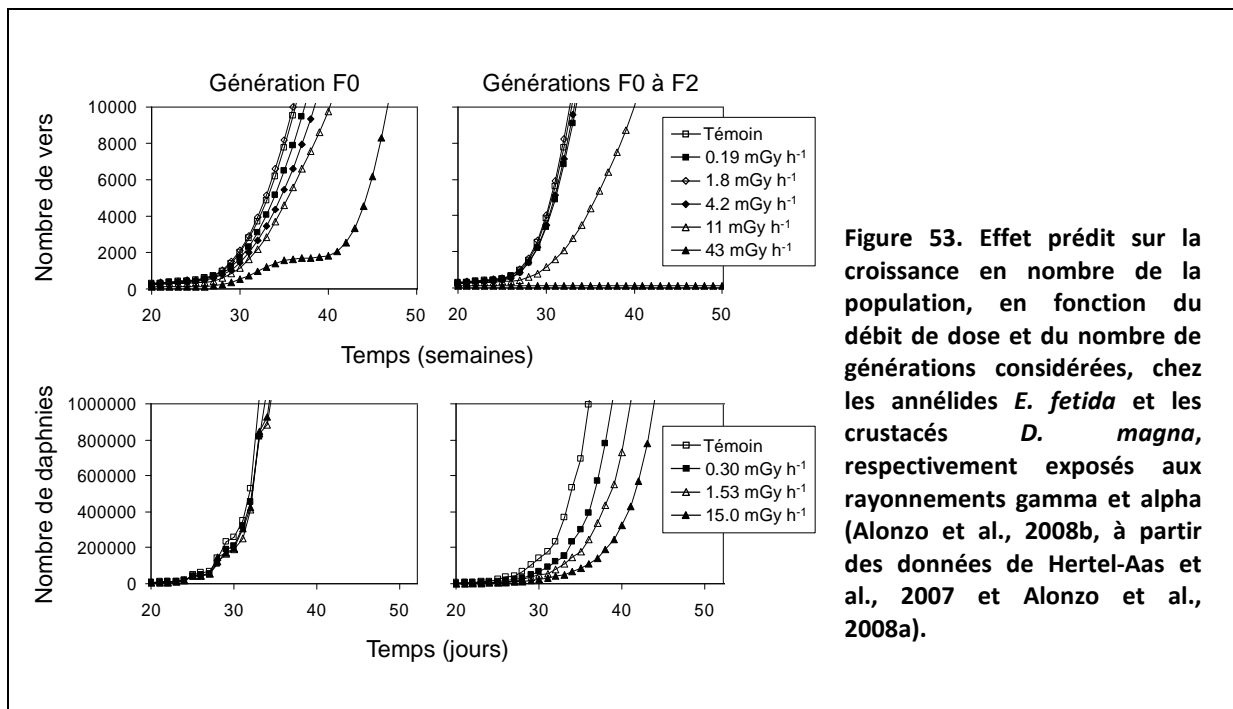 Génération F0
Générations F0 à F2
Nombre de vers
10000
8000
6000
4000
2000
0
20
30
40
50
20
30
40
50
Témoin
0.19 mGy h-1
1.8 mGy h-1
4.2 mGy h-1
11 mGy h-1
43 mGy h-1
Temps (semaines)
Nombre de daphnies
1000000
800000
600000
400000
200000
0
20
30
40
50
20
30
40
50
Témoin
0.30 mGy h-1
1.53 mGy h-1
15.0 mGy h-1
Temps (jours)
Figure 53. Effet prédit sur la
croissance en nombre de la
population, en fonction du
débit de dose et du nombre de
générations considérées, chez
les annélides E. fetida et les
crustacés D. magna,
respectivement exposés aux
rayonnements gamma et alpha
(Alonzo et al., 2008b, à partir
des données de Hertel-Aas et
al., 2007 et Alonzo et al.,
2008a).